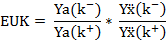 EUK = Ya(k⁻)/Ya(k⁺) * Yẍ(k⁻)/Yẍ(k⁺)